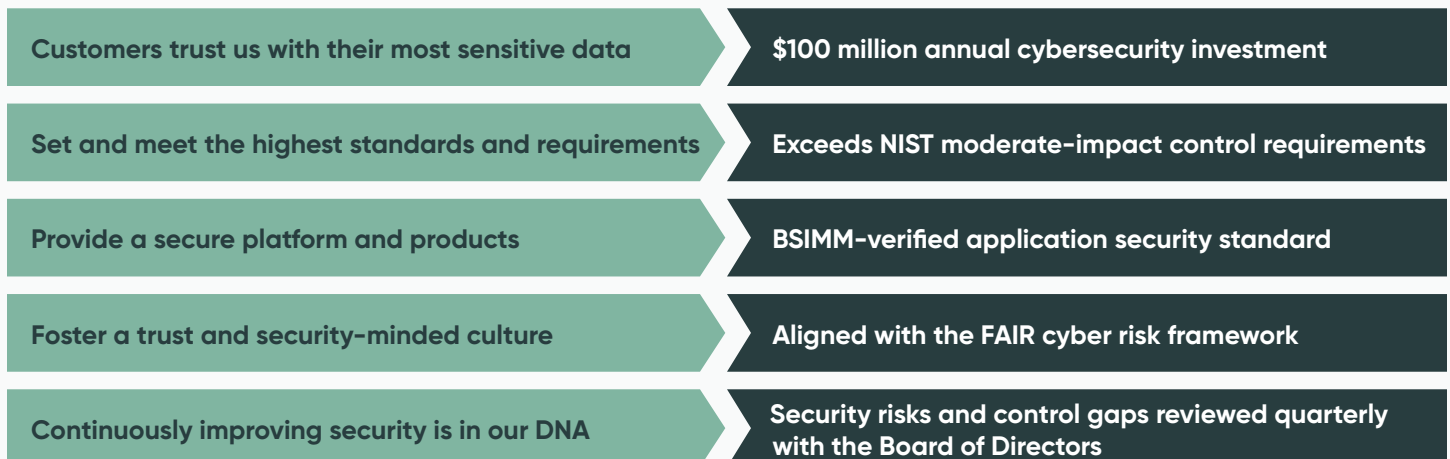 Customers trust us with their most sensitive data
$100 million annual cybersecurity investment
Set and meet the highest standards and requirements
Exceeds NIST moderate-impact control requirements
Provide a secure platform and products
BSIMM-verified application security standard
Foster a trust and security-minded culture
Aligned with the FAIR cyber risk framework
Continuously improving security is in our DNA
Security risks and control gaps reviewed quarterly
with the Board of Directors